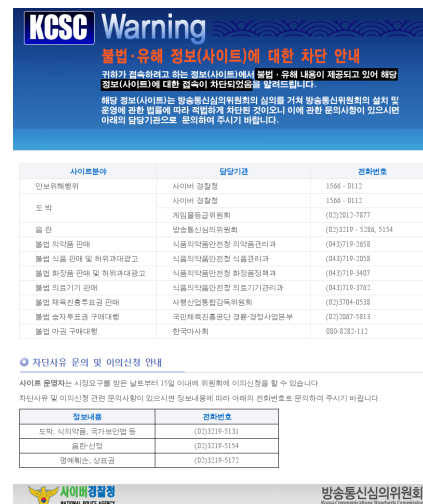 KCSC Warning
불법·유해 정보(사이트)에 대한 차단 안내
귀하가 접속하려고 하는 정보(사이트)에서 불법·유해 내용이 제공되고 있어 해당
정보(사이트)에 대한 접속이 차단되었음을 알려드립니다.
해당 정보(사이트)는 방송통신심의위원회의 심의를 거쳐 방송통신위원회의 설치 및
운영에 관한 법률에 따라 적법하게 차단된 것이오니 이에 관한 문의사항이 있으시면
아래의 담당기관으로 문의하여 주시기 바랍니다.
사이트분야 담당기관 전화번호
안보위해행위 사이버 경찰청 1566 - 0112
도 박 사이버 경찰청 1566 - 0112
게임물등급위원회 (02)2012-7877
음 란 방송통신심의위원회 (02)3219 - 5286, 5154
불법 의약품 판매 식품의약품안전청 의약품관리과 (043)719-2658
불법 식품 판매 및 허위과대광고 식품의약품안전청 식품관리과 (043)719-2058
불법 화장품 판매 및 허위과대광고 식품의약품안전청 화장품정책과 (043)719-3407
불법 의료기기 판매 식품의약품안전청 의료기기관리과 (043)719-3762
불법 체육진흥투표권 판매 사행산업통합감독위원회 (02)3704-0538
불법 승자투표권 구매대행 국민체육진흥공단 경륜·경정사업본부 (02)2067-5813
불법 마권 구매대행 한국마사회 080-8282-112
차단사유 문의 및 이의신청 안내
사이트 운영자는 시정요구를 받은 날로부터 15일 이내에 위원회에 이의신청을 할 수 있습니다.
차단사유 및 이의신청 관련 문의사항이 있으시면 정보내용에 따라 아래의 전화번호로 문의하여 주시기 바랍니다.
정보내용 전화번호
도박, 식의약품, 국가보안법 등 (02)3219-5131
음란·선정 (02)3219-5154
명예훼손, 상표권 (02)3219-5172
사이버경찰청 방송통신심의위원회
NATIONAL POLICE AGENCY Korea Communications Standards Commission